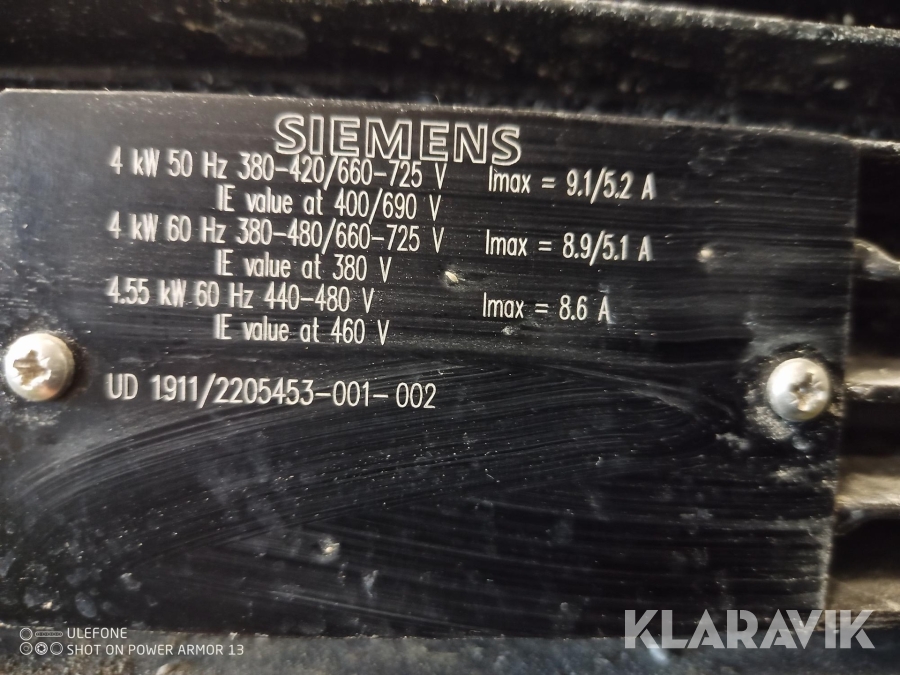 SIEMENS
4 kW 50 Hz 380-420/660-725 V Imax = 9.1/5.2 A
IE value at 400/690 V
4 kW 60 Hz 380-480/660-725 V Imax = 8.9/5.1 A
IE value at 380 V
4.55 kW 60 Hz 440-480 V Imax = 8.6 A
IE value at 460 V
UD 1911/2205453-001-002
ULEFONE
SHOT ON POWER ARMOR 13
KLARAVIK